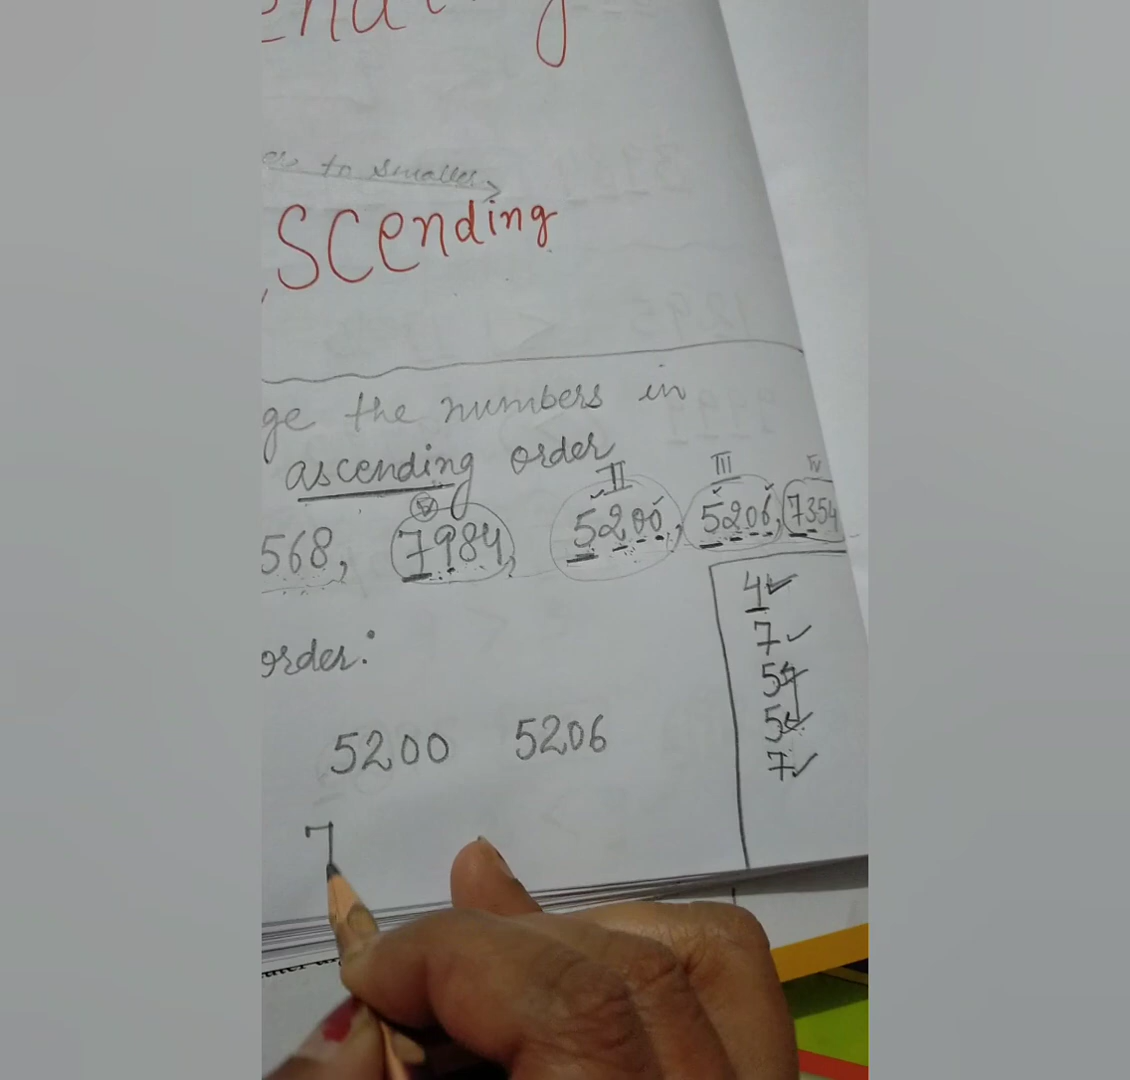 to smaller
scending
ge the numbers in
ascending order
II III IV
568, 7984, 5200, 5206, 7354
4
7
5
5
7
order:
5200 5206
7